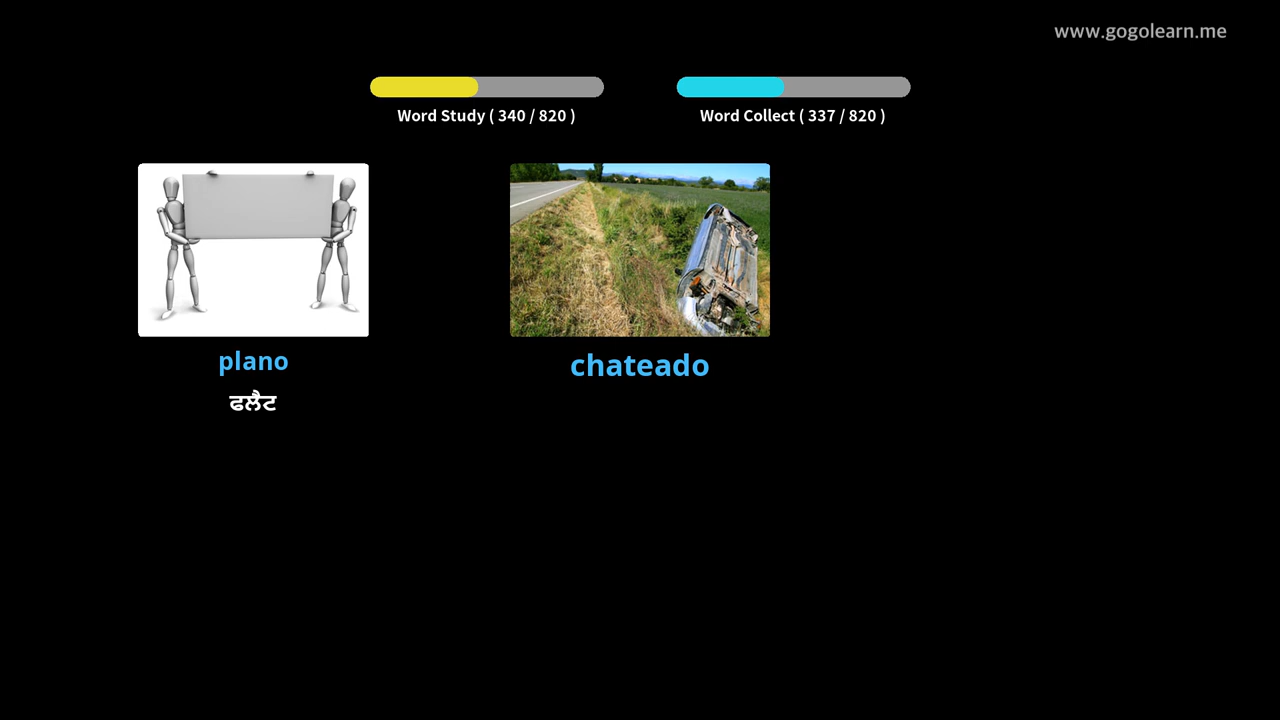 www.gogolearn.me
Word Study ( 340 / 820 )
Word Collect ( 337 / 820 )
plano
ਫਲੈਟ
chateado